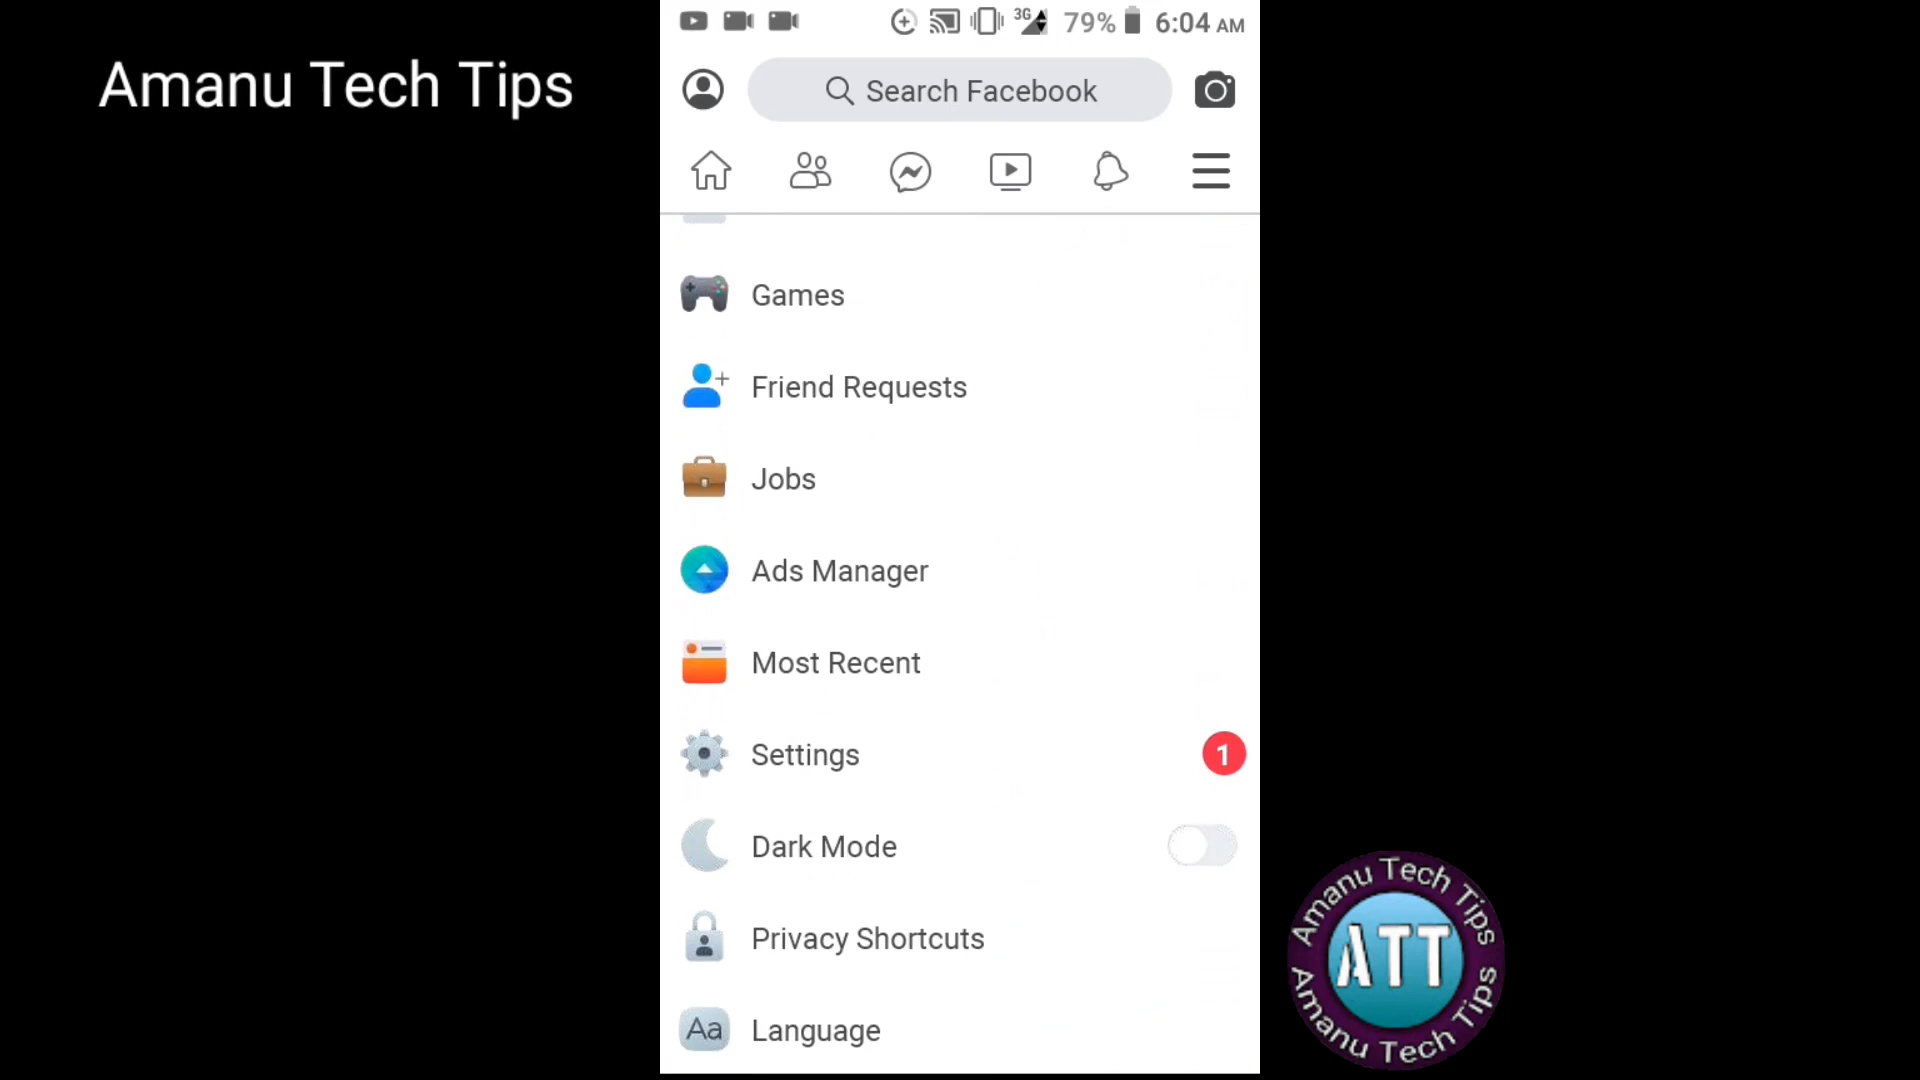 Amanu Tech Tips
3G 79% 6:04 AM
Search Facebook
Games
Friend Requests
Jobs
Ads Manager
Most Recent
Settings 1
Dark Mode
Privacy Shortcuts
Aa Language
Amanu Tech Tips
ATT
Amanu Tech Tips